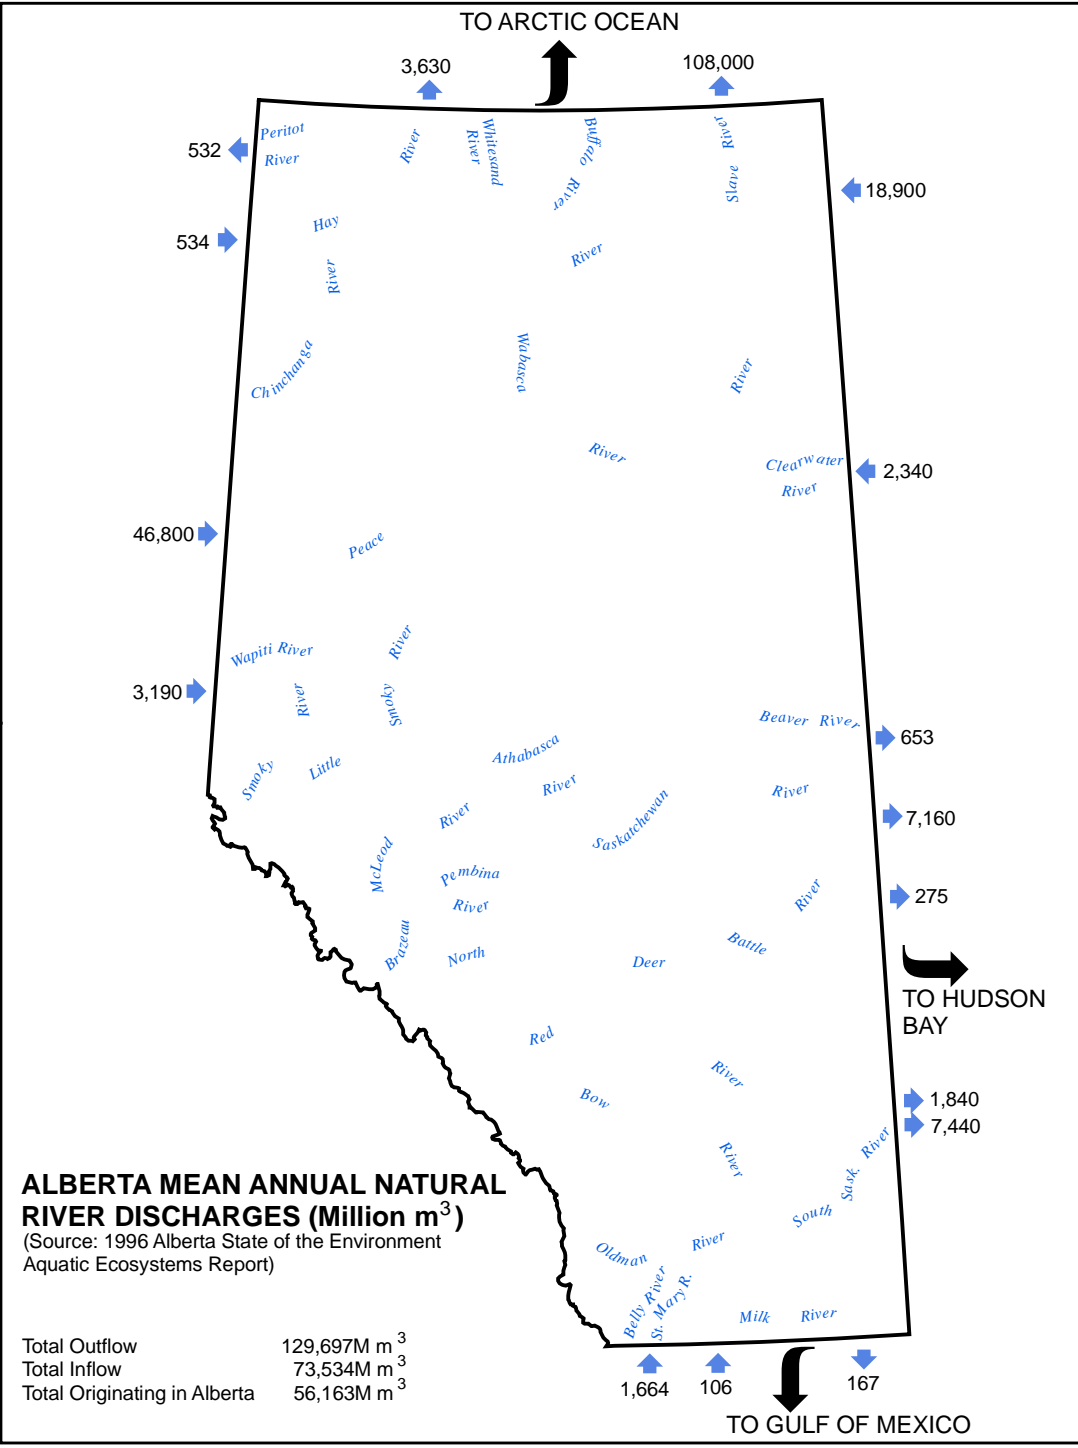 TO ARCTIC OCEAN
3,630
108,000
Peritot
River
River
Whitesand
River
Buffalo River
Slave River
532
18,900
534
Hay
River
River
Chinchanga
Wabasca
River
River
Clearwater
River
2,340
46,800
Peace
Wapiti River
River
River
Smoky
3,190
Smoky
Little
Athabasca
River
Beaver River
653
River
River
Saskatchewan
7,160
McLeod
Pembina
River
River
275
Brazeau
North
Deer
Battle
TO HUDSON
BAY
Red
River
Bow
1,840
7,440
River
South Sask. River
ALBERTA MEAN ANNUAL NATURAL
RIVER DISCHARGES (Million m³)
(Source: 1996 Alberta State of the Environment
Aquatic Ecosystems Report)
Oldman
River
Belly River
St. Mary R.
Milk River
Total Outflow 129,697M m³
Total Inflow 73,534M m³
Total Originating in Alberta 56,163M m³
1,664
106
167
TO GULF OF MEXICO